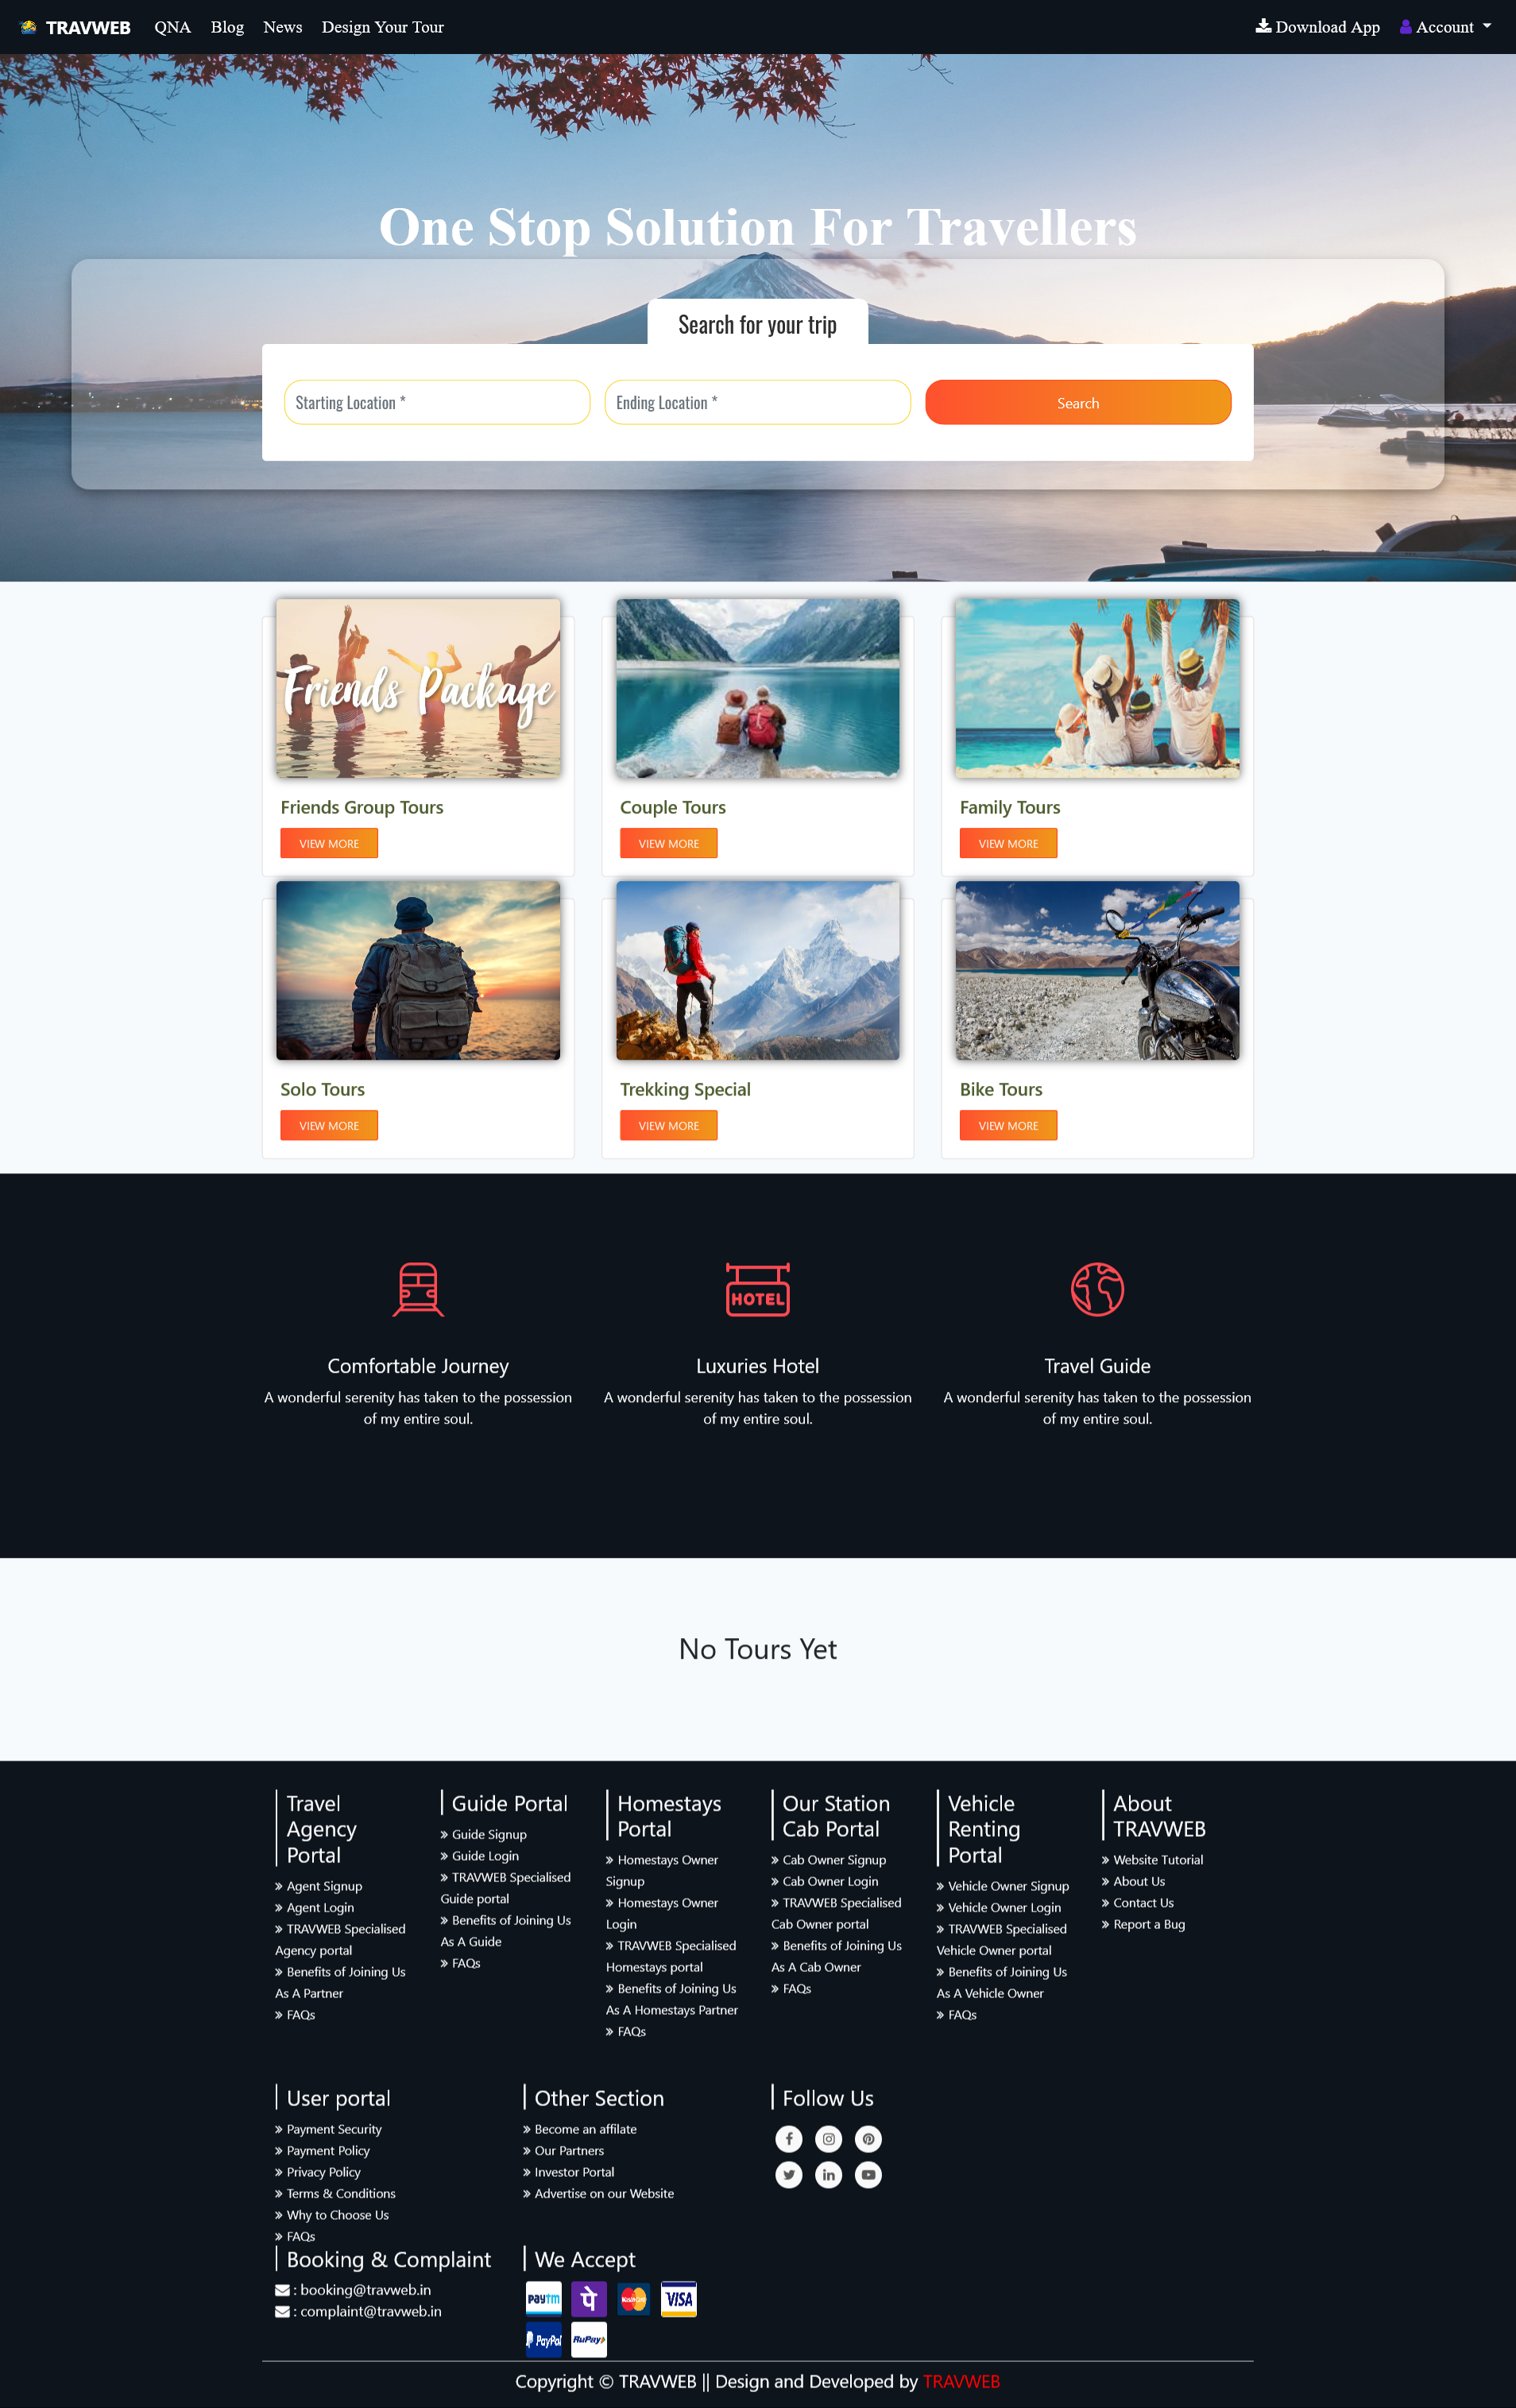 TRAVWEB QNA Blog News Design Your Tour Download App Account
One Stop Solution For Travellers
Search for your trip
Starting Location * Ending Location * Search
Friends Package
Friends Group Tours Couple Tours Family Tours
VIEW MORE VIEW MORE VIEW MORE
Solo Tours Trekking Special Bike Tours
VIEW MORE VIEW MORE VIEW MORE
HOTEL
Comfortable Journey Luxuries Hotel Travel Guide
A wonderful serenity has taken to the possession
of my entire soul.
A wonderful serenity has taken to the possession
of my entire soul.
A wonderful serenity has taken to the possession
of my entire soul.
No Tours Yet
Travel
Agency
Portal
» Agent Signup
» Agent Login
» TRAVWEB Specialised
Agency portal
» Benefits of Joining Us
As A Partner
» FAQs
Guide Portal
» Guide Signup
» Guide Login
» TRAVWEB Specialised
Guide portal
» Benefits of Joining Us
As A Guide
» FAQs
Homestays
Portal
» Homestays Owner
Signup
» Homestays Owner
Login
» TRAVWEB Specialised
Homestays portal
» Benefits of Joining Us
As A Homestays Partner
» FAQs
Our Station
Cab Portal
» Cab Owner Signup
» Cab Owner Login
» TRAVWEB Specialised
Cab Owner portal
» Benefits of Joining Us
As A Cab Owner
» FAQs
Vehicle
Renting
Portal
» Vehicle Owner Signup
» Vehicle Owner Login
» TRAVWEB Specialised
Vehicle Owner portal
» Benefits of Joining Us
As A Vehicle Owner
» FAQs
About
TRAVWEB
» Website Tutorial
» About Us
» Contact Us
» Report a Bug
User portal
» Payment Security
» Payment Policy
» Privacy Policy
» Terms & Conditions
» Why to Choose Us
» FAQs
Other Section
» Become an affilate
» Our Partners
» Investor Portal
» Advertise on our Website
Follow Us
Booking & Complaint
: booking@travweb.in
: complaint@travweb.in
We Accept
paytm पे MasterCard VISA
PayPal RuPay
Copyright © TRAVWEB || Design and Developed by TRAVWEB